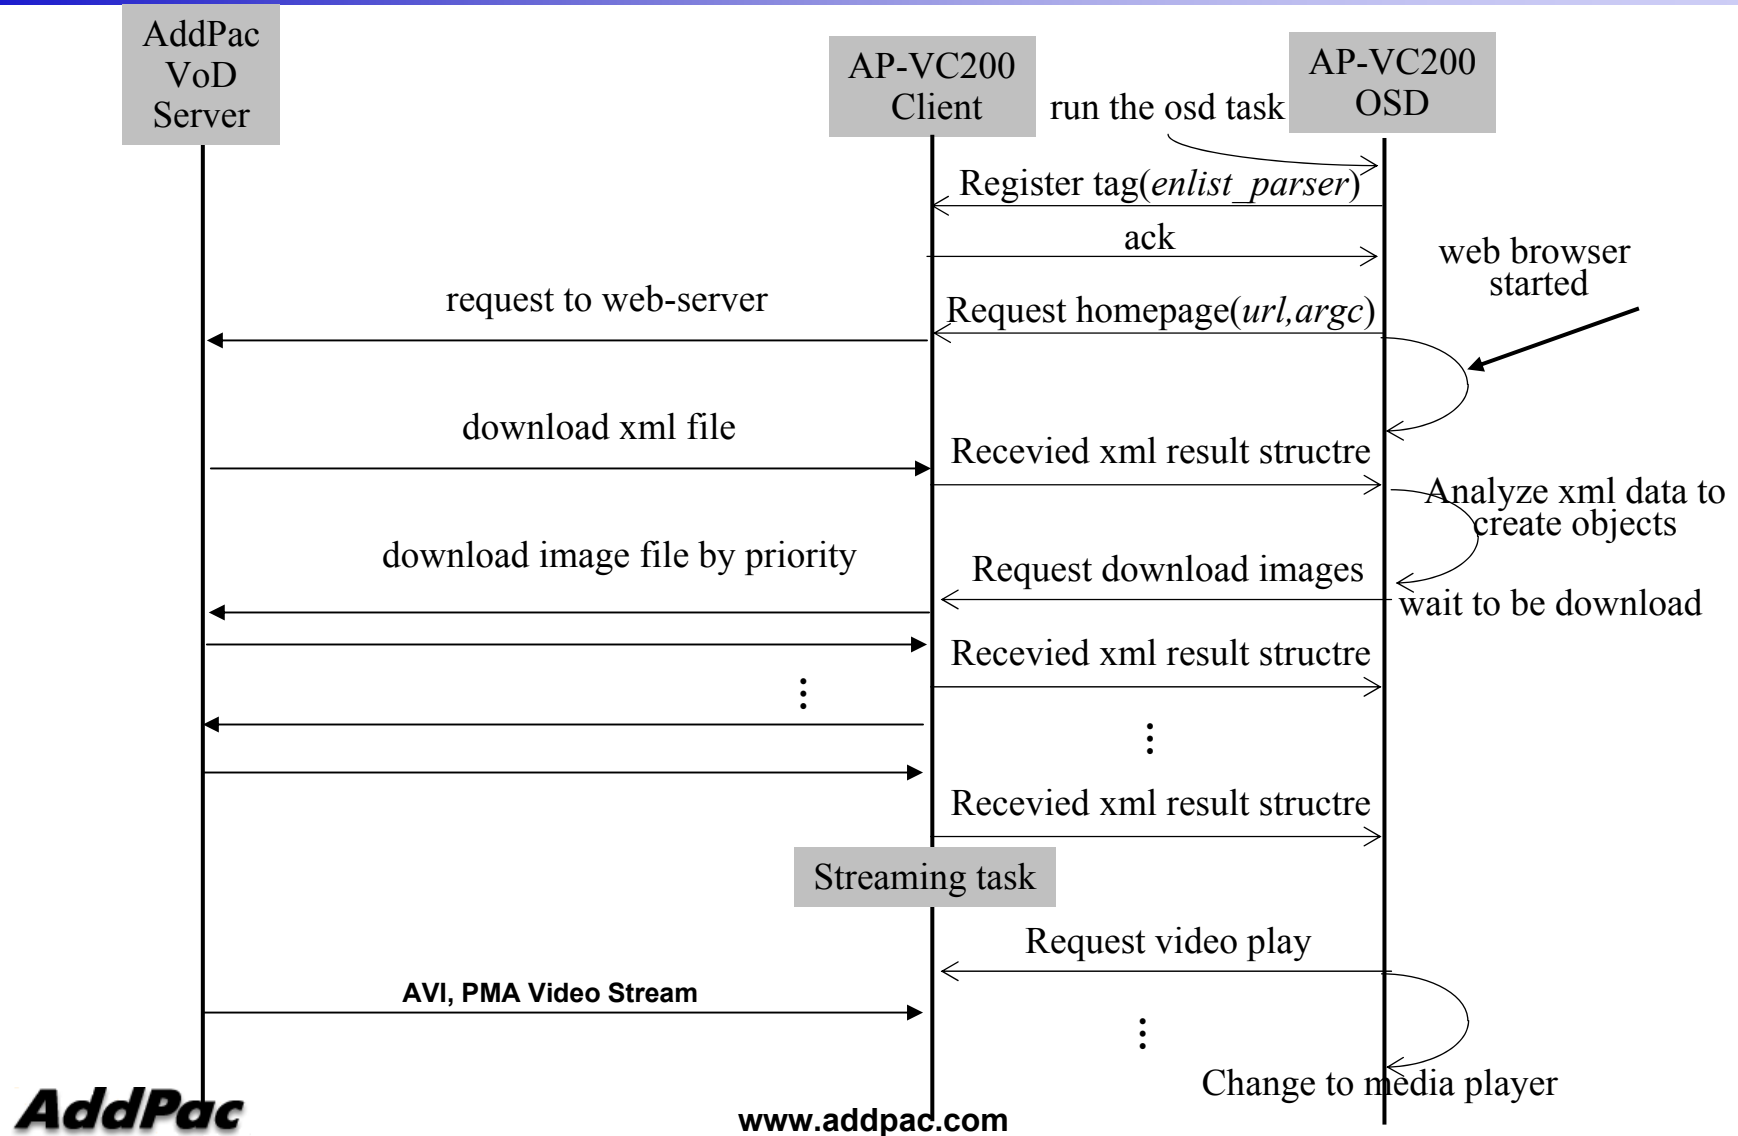 AddPac
VoD
Server
AP-VC200
Client
AP-VC200
OSD
run the osd task
Register tag(enlist_parser)
ack
web browser
started
request to web-server
Request homepage(url,argc)
download xml file
Recevied xml result structre
Analyze xml data to
create objects
download image file by priority
Request download images
wait to be download
Recevied xml result structre
Recevied xml result structre
Streaming task
Request video play
AVI, PMA Video Stream
Change to media player
AddPac
www.addpac.com